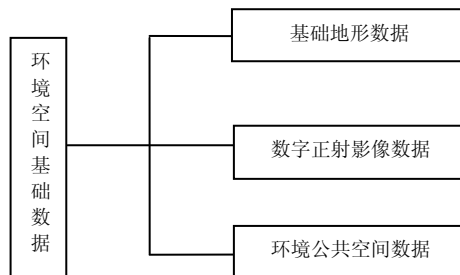 环境空间基础数据
基础地形数据
数字正射影像数据
环境公共空间数据